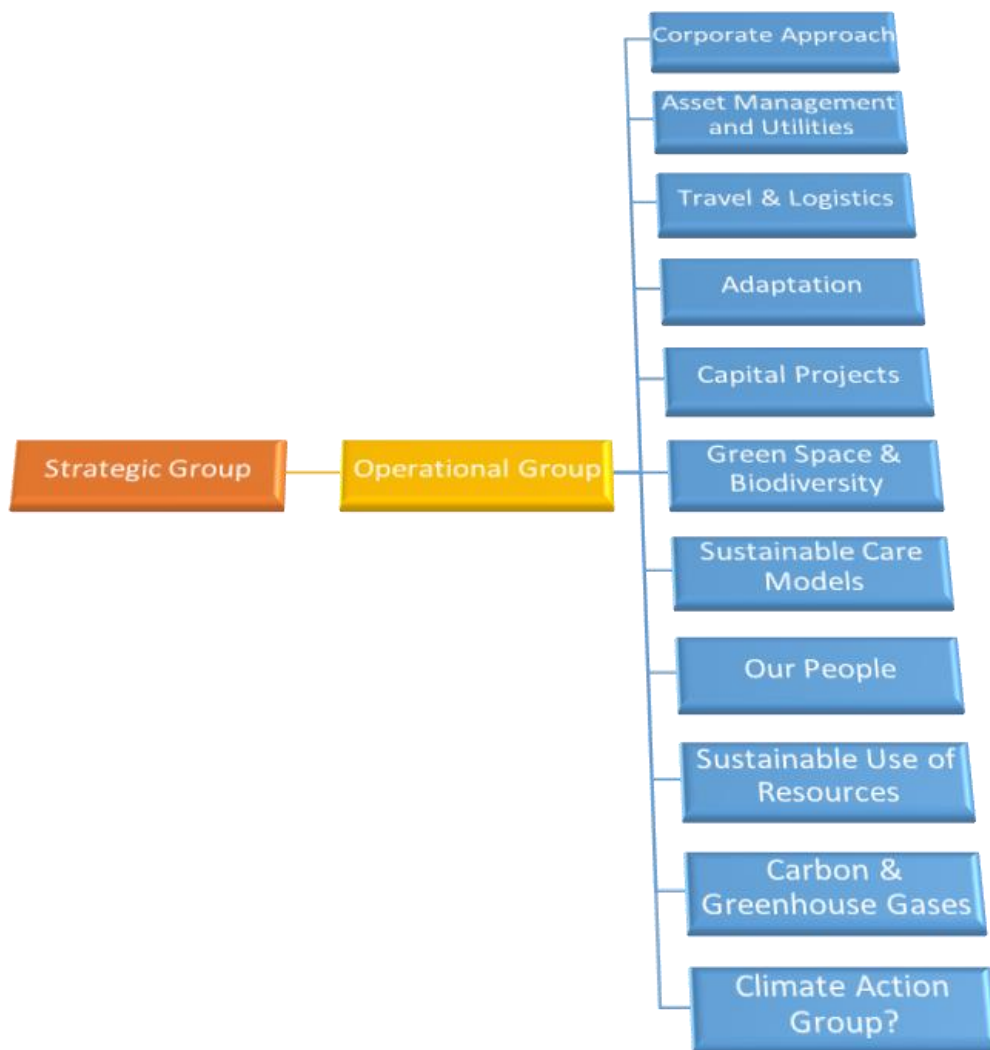 Corporate Approach
Asset Management
and Utilities
Travel & Logistics
Adaptation
Capital Projects
Strategic Group
Operational Group
Green Space &
Biodiversity
Sustainable Care
Models
Our People
Sustainable Use of
Resources
Carbon &
Greenhouse Gases
Climate Action
Group?